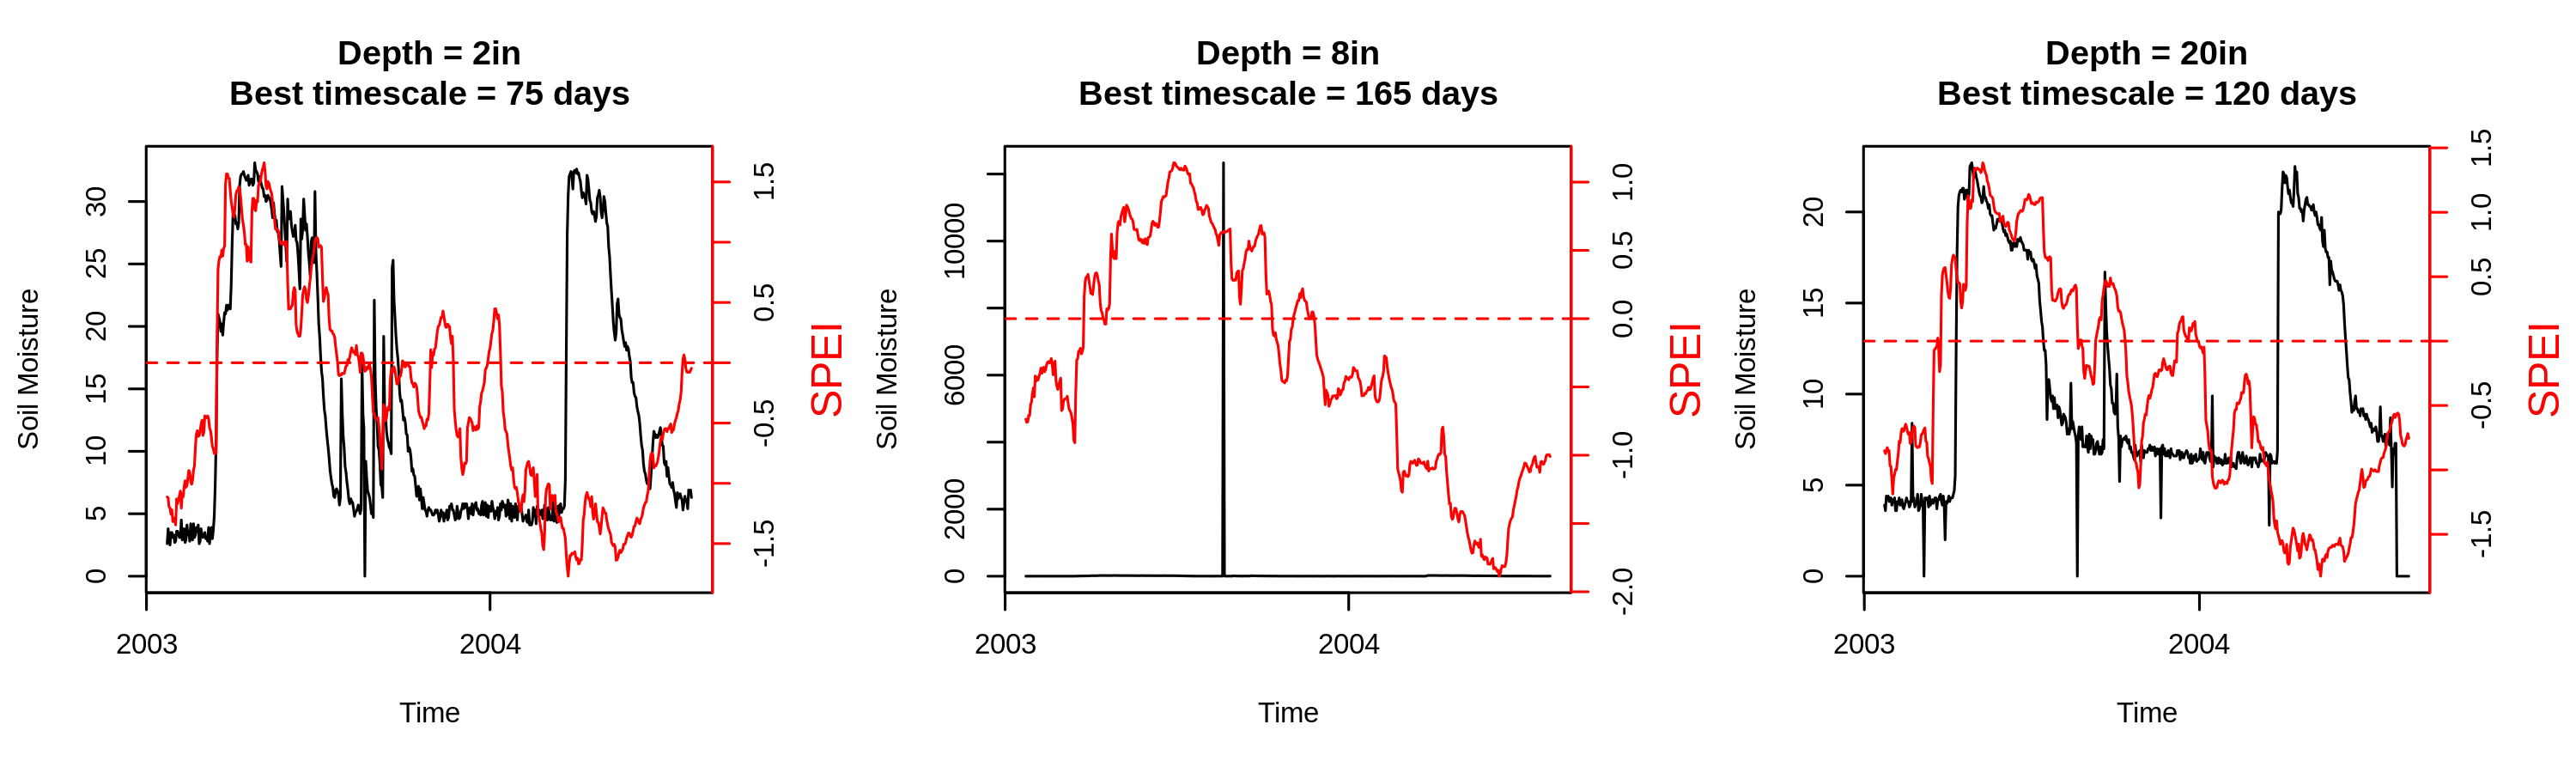 Depth = 2in
Best timescale = 75 days
Soil Moisture
0
5
10
15
20
25
30
-1.5
-0.5
0.5
1.5
SPEI
2003
2004
Time
Depth = 8in
Best timescale = 165 days
Soil Moisture
0
2000
6000
10000
-2.0
-1.0
0.0
0.5
1.0
SPEI
2003
2004
Time
Depth = 20in
Best timescale = 120 days
Soil Moisture
0
5
10
15
20
-1.5
-0.5
0.5
1.0
1.5
SPEI
2003
2004
Time